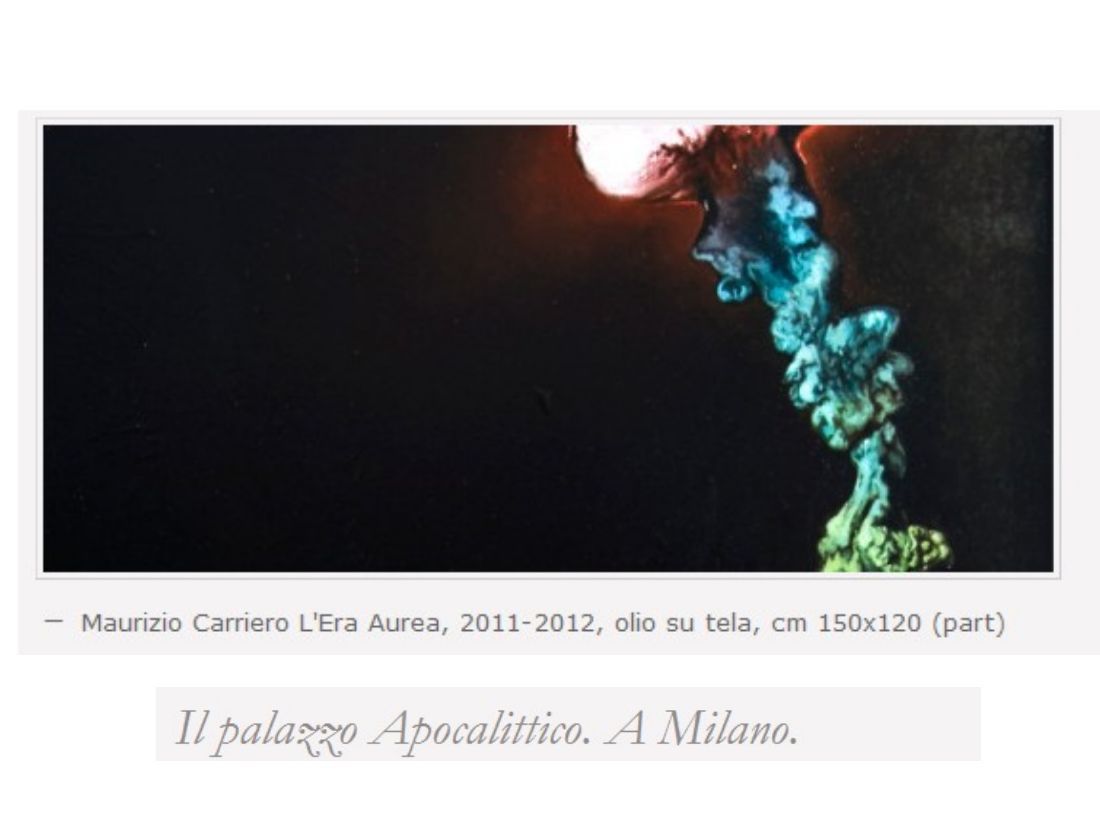 – Maurizio Carriero L'Era Aurea, 2011-2012, olio su tela, cm 150x120 (part)
Il palazzo Apocalittico. A Milano.